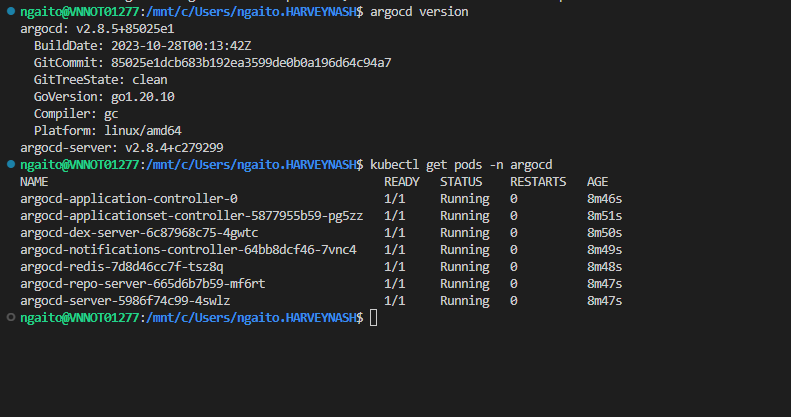 ngaito@VNNOT01277:/mnt/c/Users/ngaito.HARVEYNASH$ argocd version
argocd: v2.8.5+85025e1
  BuildDate: 2023-10-28T00:13:42Z
  GitCommit: 85025e1dcb683b192ea3599de0b0a196d64c94a7
  GitTreeState: clean
  GoVersion: go1.20.10
  Compiler: gc
  Platform: linux/amd64
argocd-server: v2.8.4+c279299
ngaito@VNNOT01277:/mnt/c/Users/ngaito.HARVEYNASH$ kubectl get pods -n argocd
NAME                                                READY   STATUS    RESTARTS   AGE
argocd-application-controller-0                     1/1     Running   0          8m46s
argocd-applicationset-controller-5877955b59-pg5zz   1/1     Running   0          8m51s
argocd-dex-server-6c87968c75-4gwtc                  1/1     Running   0          8m50s
argocd-notifications-controller-64bb8dcf46-7vnc4    1/1     Running   0          8m49s
argocd-redis-7d8d46cc7f-tsz8q                       1/1     Running   0          8m48s
argocd-repo-server-665d6b7b59-mf6rt                 1/1     Running   0          8m47s
argocd-server-5986f74c99-4swlz                      1/1     Running   0          8m47s
ngaito@VNNOT01277:/mnt/c/Users/ngaito.HARVEYNASH$